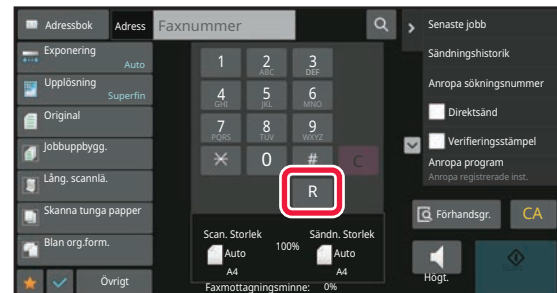 Adressbok
Adress
Faxnummer
Exponering
Auto
Upplösning
Superfin
Original
Jobbuppbygg.
Lång. scannlä.
Skanna tunga papper
Blan org.form.
Övrigt
1
2
ABC
3
DEF
4
GHI
5
JKL
6
MNO
7
PQRS
8
TUV
9
WXYZ
0
#
C
R
Scan. Storlek
Auto
A4
100%
Sändn. Storlek
Auto
A4
Faxmottagningsminne: 0%
Senaste jobb
Sändningshistorik
Anropa sökningsnummer
Direktsänd
Verifieringsstämpel
Anropa program
Anropa registrerade inst.
Förhandsgr.
CA
Högt.